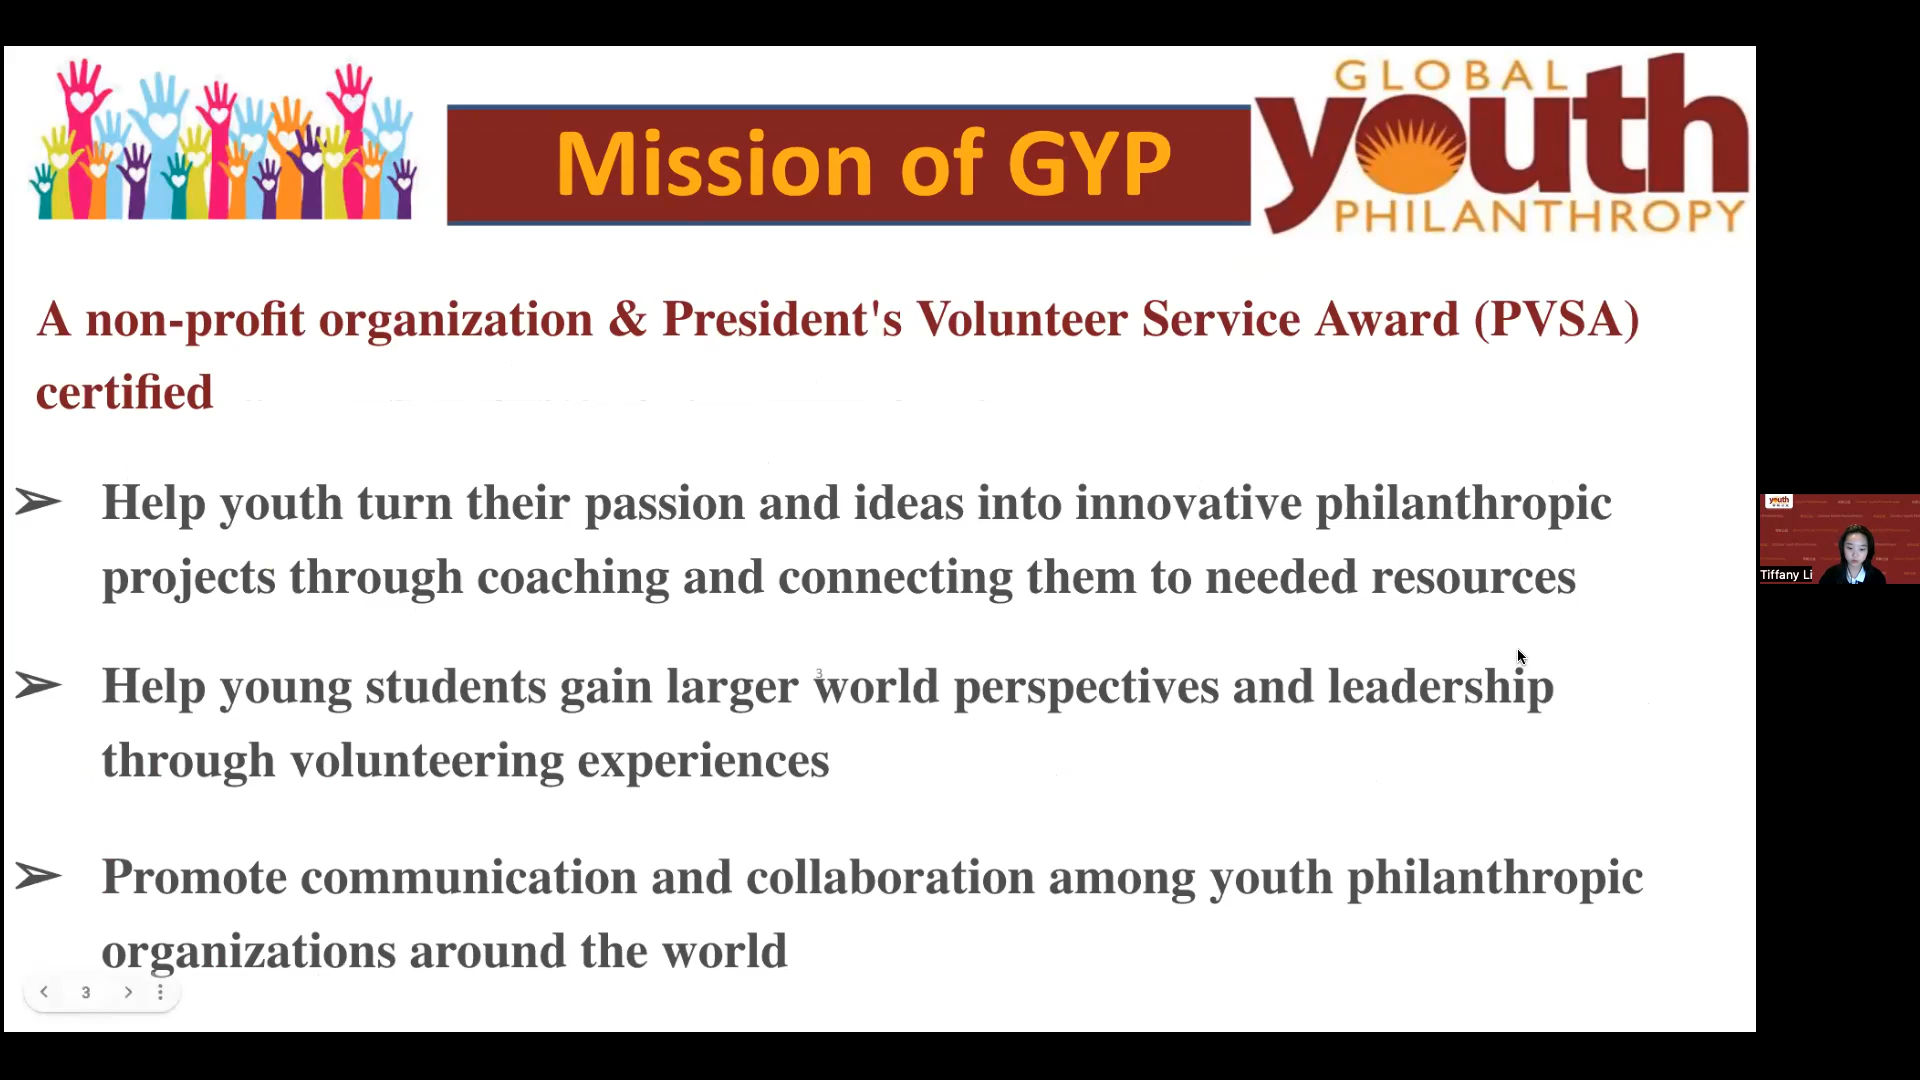 GLOBAL
youth
PHILANTHROPY
Mission of GYP
A non-profit organization & President's Volunteer Service Award (PVSA)
certified
➢ Help youth turn their passion and ideas into innovative philanthropic
projects through coaching and connecting them to needed resources
➢ Help young students gain larger world perspectives and leadership
through volunteering experiences
3
➢ Promote communication and collaboration among youth philanthropic
organizations around the world
3
youth
Tiffany Li